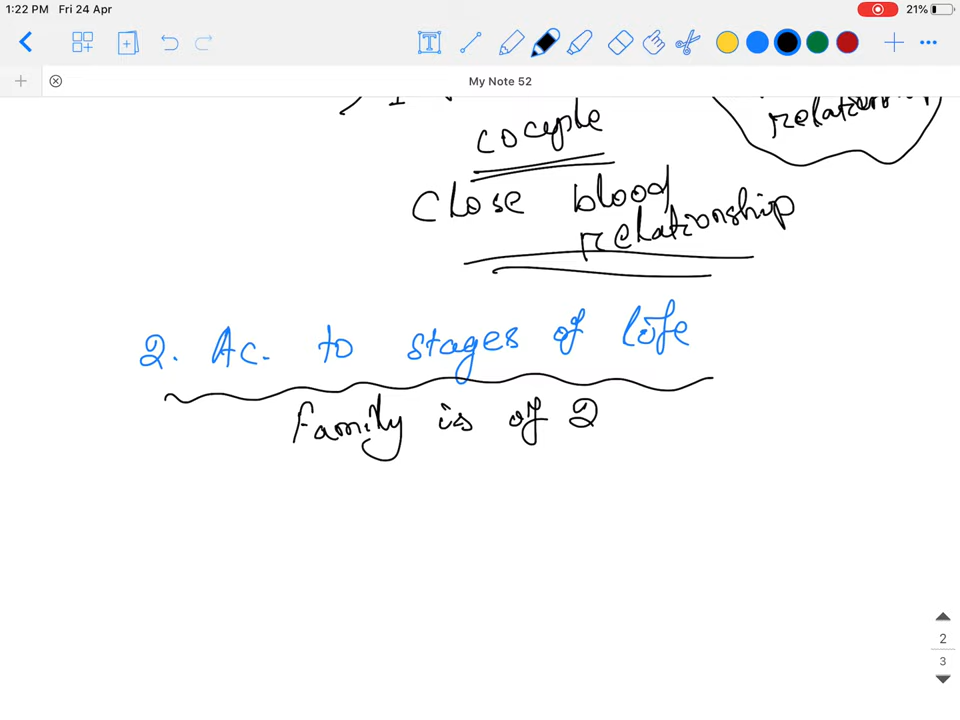 1:22 PM Fri 24 Apr
21%
My Note 52
relationship
cocuple
close blood
relationship
2. Ac. to stages of life
Family is of 2
2
3